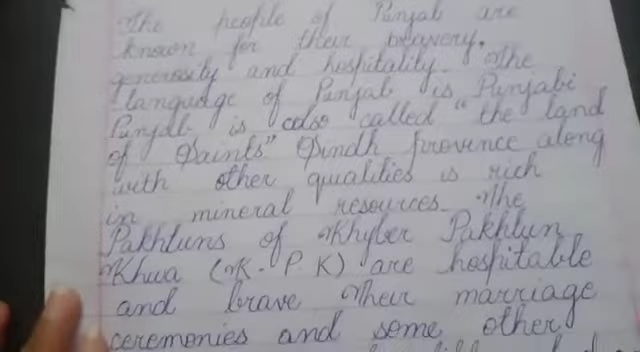 The people of Punjab are
known for their bravery,
generosity and hospitality. The
language of Punjab is Punjabi
Punjab is also called "the land
of Saints" Sindh provence along
with other qualities is rich
in mineral resources. The
Pakhtuns of Khyber Pakhtun
Khwa (K.P.K) are hospitable
and brave Their marriage
ceremonies and some other